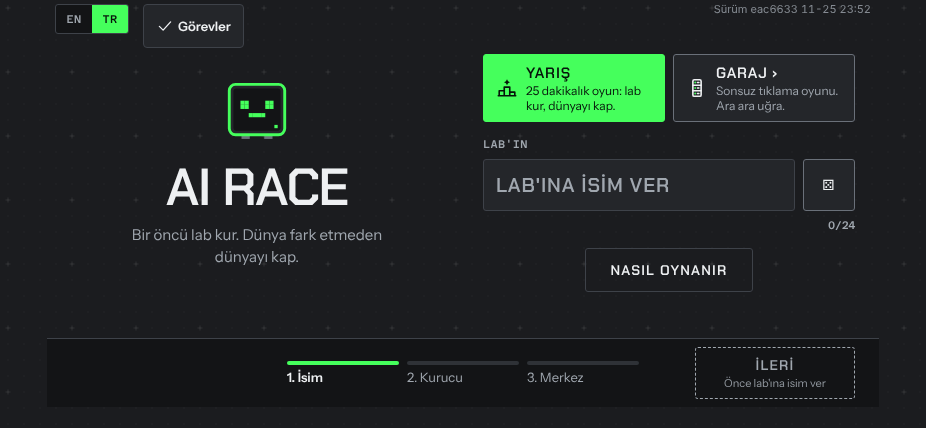 EN TR
Görevler
Sürüm eac6633 11-25 23:52
AI RACE
Bir öncü lab kur. Dünya fark etmeden
dünyayı kap.
YARIŞ
25 dakikalık oyun: lab
kur, dünyayı kap.
GARAJ ›
Sonsuz tıklama oyunu.
Ara ara uğra.
LAB'IN
LAB'INA İSİM VER
0/24
NASIL OYNANIR
1. İsim
2. Kurucu
3. Merkez
İLERİ
Önce lab'ına isim ver